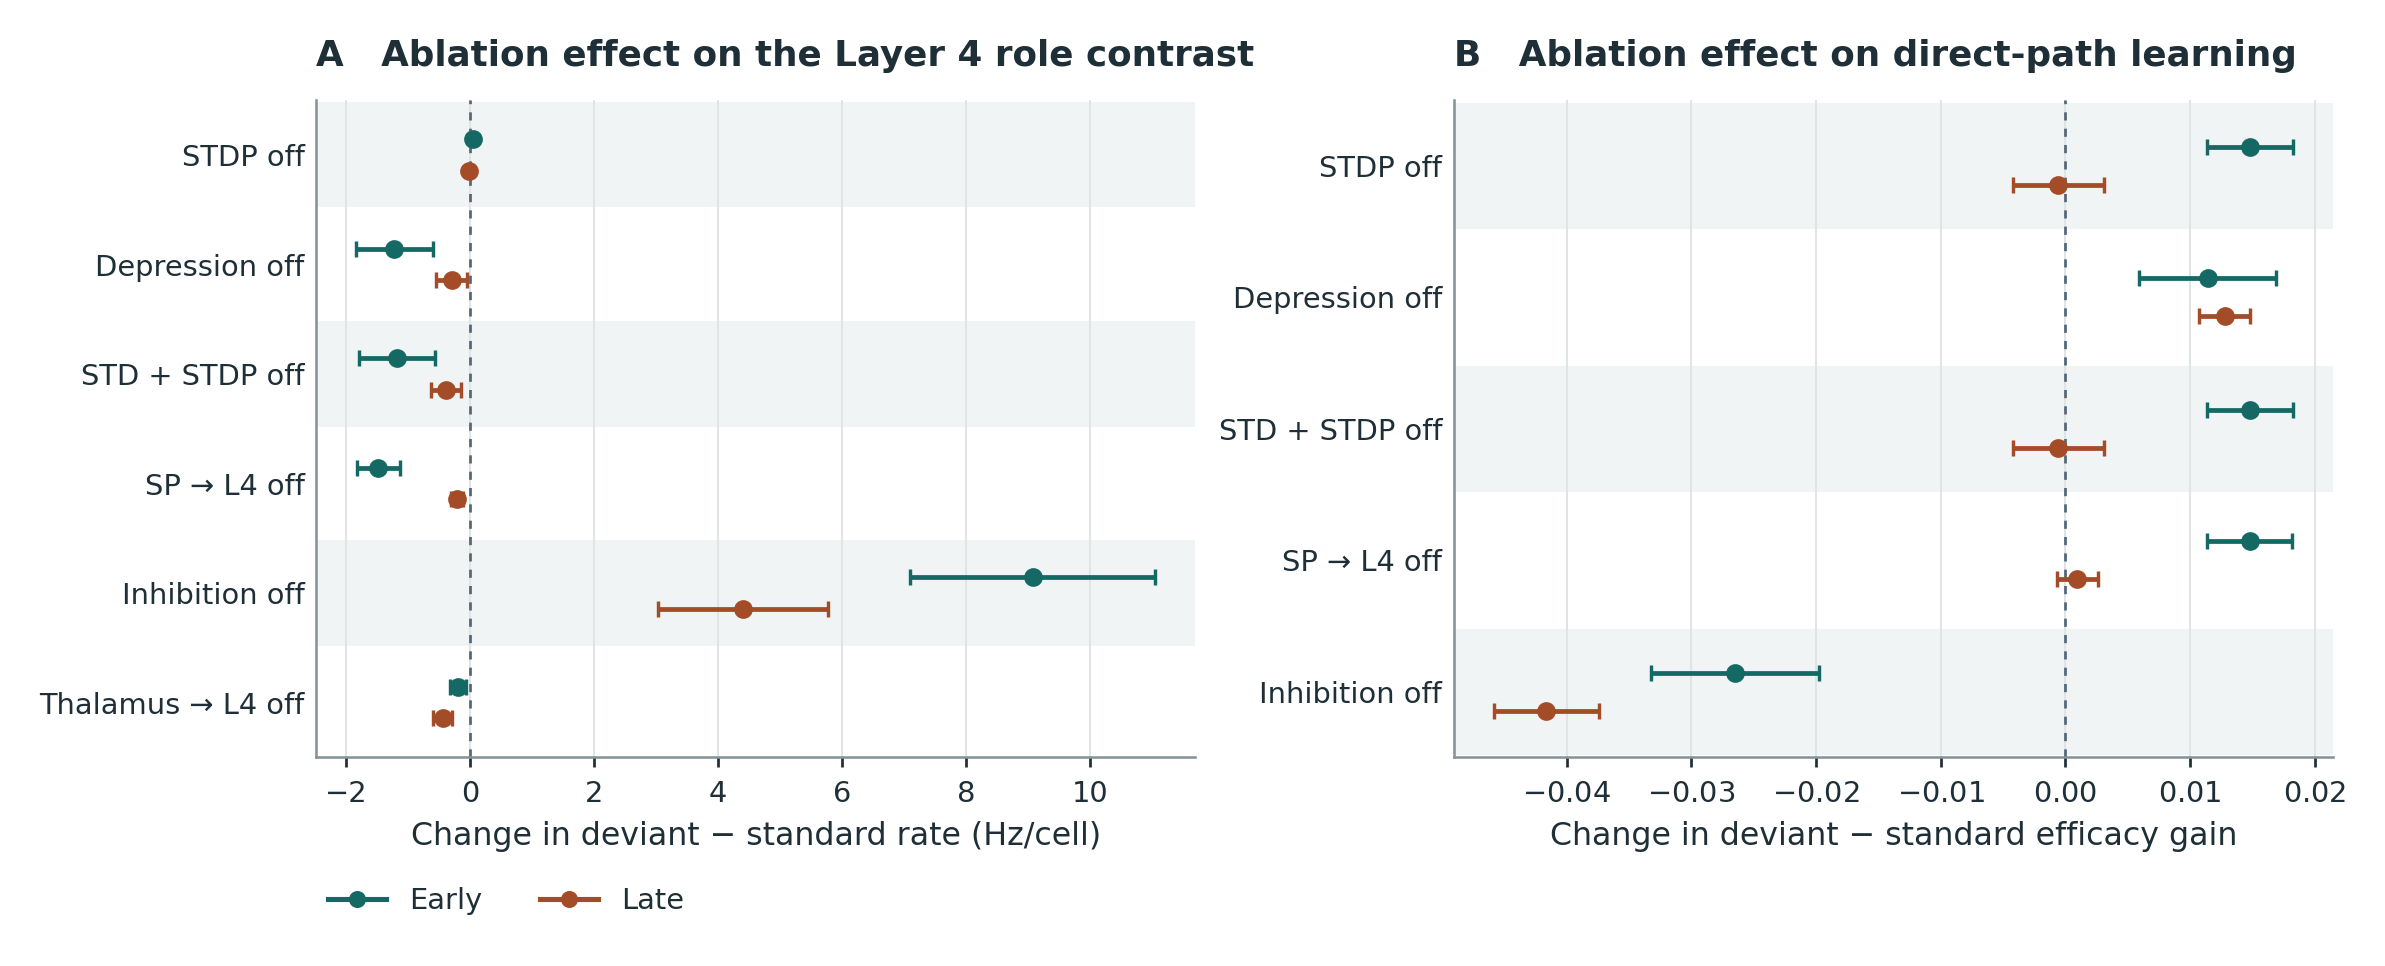 A Ablation effect on the Layer 4 role contrast
STDP off
Depression off
STD + STDP off
SP → L4 off
Inhibition off
Thalamus → L4 off
−2 0 2 4 6 8 10
Change in deviant − standard rate (Hz/cell)
Early Late
B Ablation effect on direct-path learning
STDP off
Depression off
STD + STDP off
SP → L4 off
Inhibition off
−0.04 −0.03 −0.02 −0.01 0.00 0.01 0.02
Change in deviant − standard efficacy gain